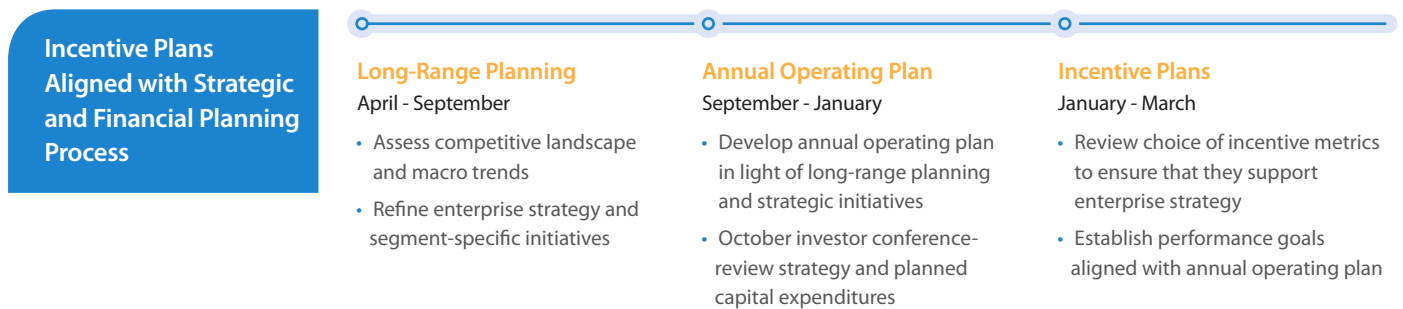 Incentive Plans
Aligned with Strategic
and Financial Planning
Process
Long-Range Planning
April - September
• Assess competitive landscape
and macro trends
• Refine enterprise strategy and
segment-specific initiatives
Annual Operating Plan
September - January
• Develop annual operating plan
in light of long-range planning
and strategic initiatives
• October investor conference-
review strategy and planned
capital expenditures
Incentive Plans
January - March
• Review choice of incentive metrics
to ensure that they support
enterprise strategy
• Establish performance goals
aligned with annual operating plan